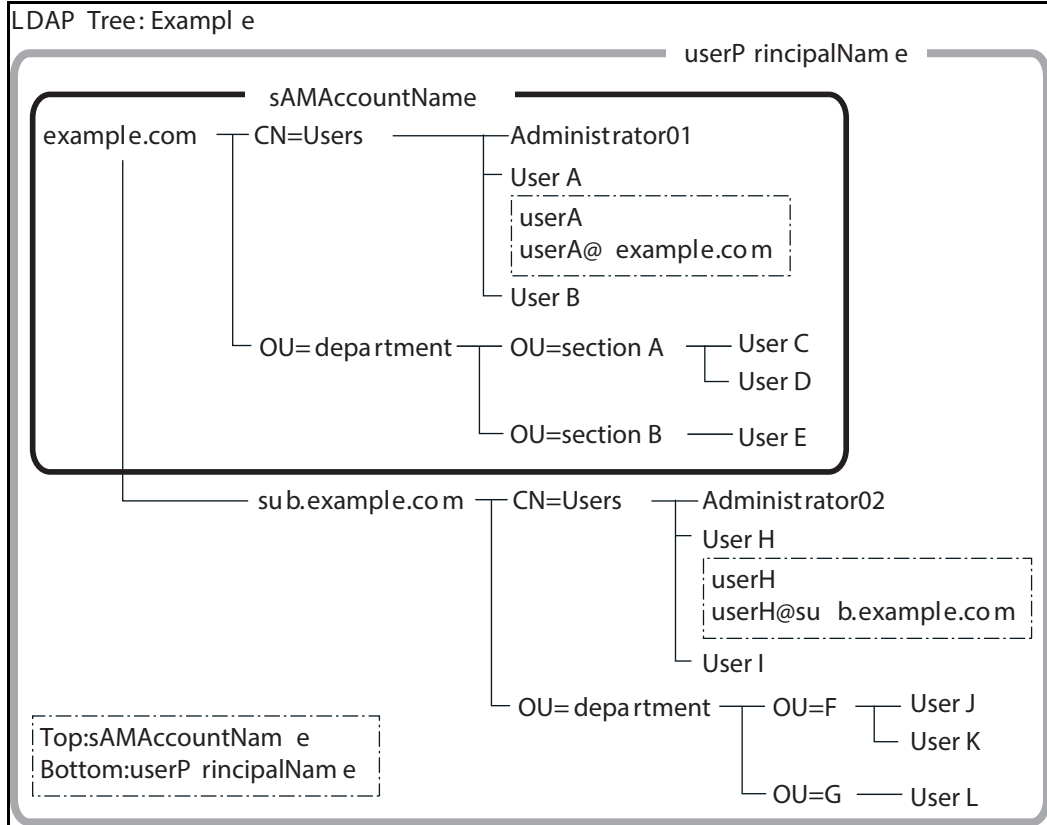 LDAP Tree: Example
userPrincipalName
sAMAccountName
example.com CN=Users Administrator01
User A
userA
userA@example.com
User B
OU=department OU=section A User C
User D
OU=section B User E
sub.example.com CN=Users Administrator02
User H
userH
userH@sub.example.com
User I
OU=department OU=F User J
User K
OU=G User L
Top:sAMAccountName
Bottom:userPrincipalName